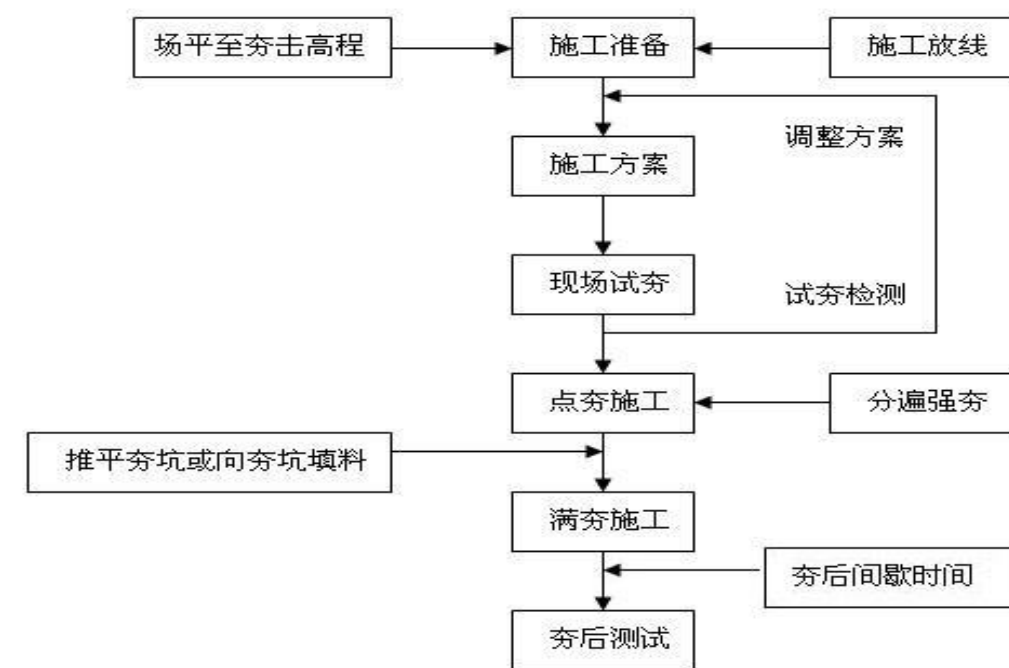 场平至夯击高程
施工准备
施工放线
调整方案
施工方案
现场试夯
试夯检测
点夯施工
分遍强夯
推平夯坑或向夯坑填料
满夯施工
夯后间歇时间
夯后测试